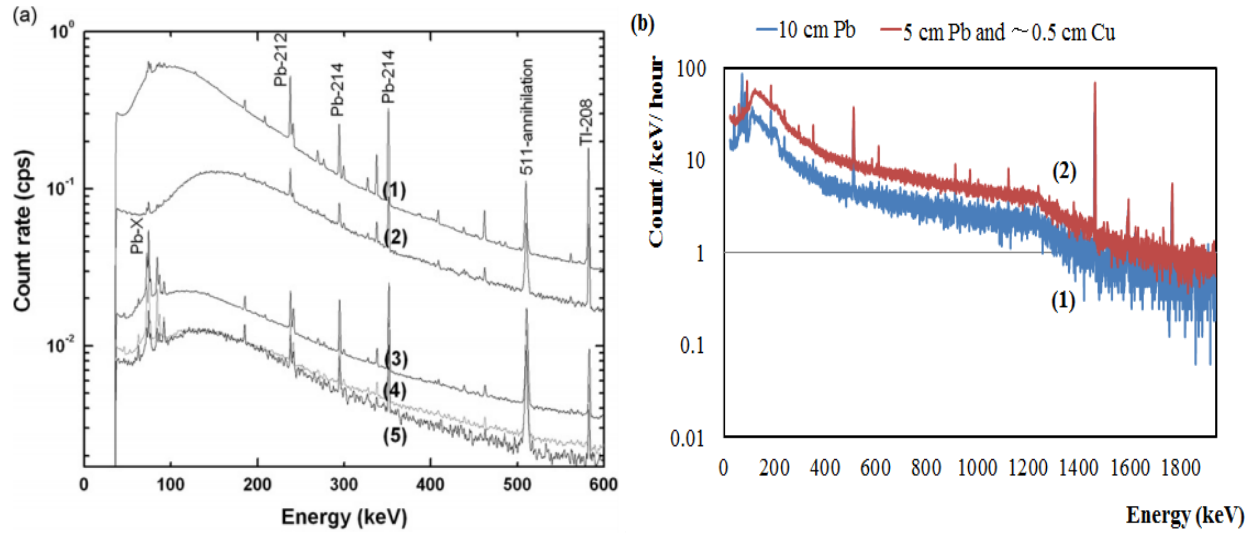 (a)
Count rate (cps)
10^0
10^-1
10^-2
Pb-X
Pb-212
Pb-214
Pb-214
511-annihilation
Tl-208
(1)
(2)
(3)
(4)
(5)
0 100 200 300 400 500 600
Energy (keV)
(b)
10 cm Pb 5 cm Pb and ~ 0.5 cm Cu
Count /keV/ hour
100
10
1
0.1
0.01
(2)
(1)
0 200 400 600 800 1000 1200 1400 1600 1800
Energy (keV)